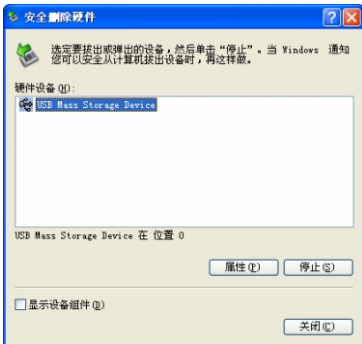 安全删除硬件
选定要拔出或弹出的设备，然后单击“停止”。当 Windows 通知
您可以安全从计算机拔出设备时，再这样做。
硬件设备(H):
USB Mass Storage Device
USB Mass Storage Device 在 位置 0
属性(P)
停止(S)
显示设备组件(D)
关闭(C)